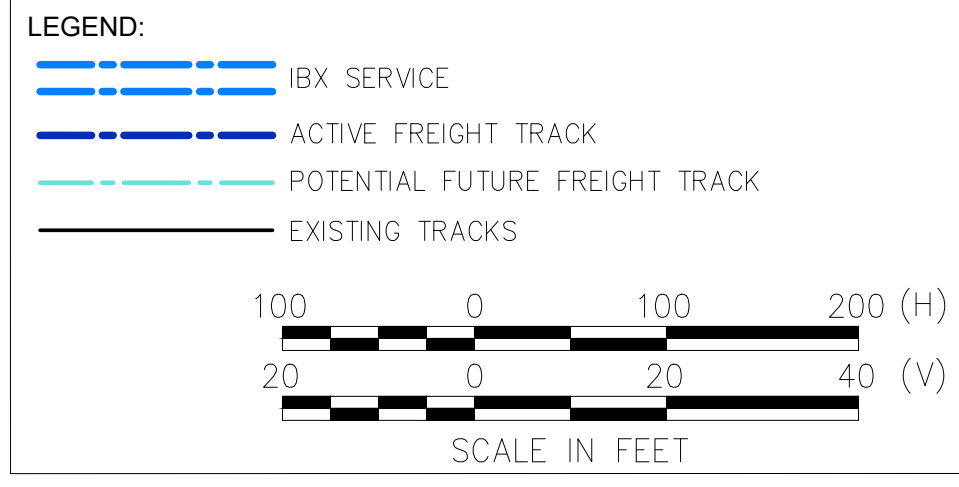 LEGEND:
IBX SERVICE
ACTIVE FREIGHT TRACK
POTENTIAL FUTURE FREIGHT TRACK
EXISTING TRACKS
100 0 100 200 (H)
20 0 20 40 (V)
SCALE IN FEET